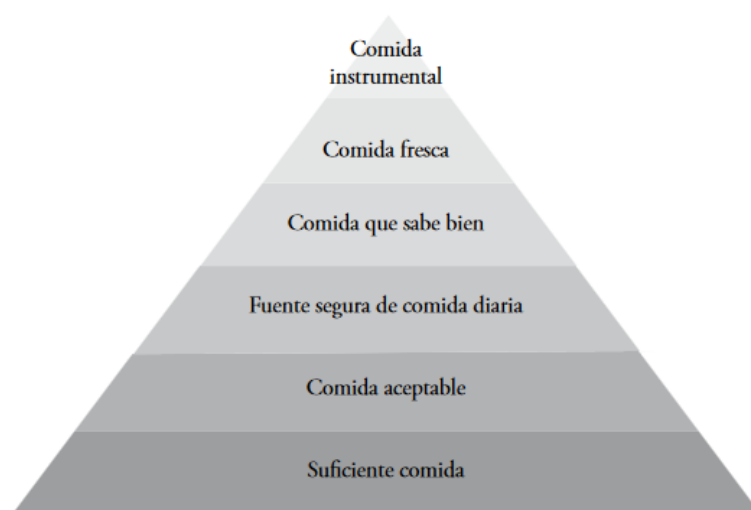 Comida
instrumental
Comida fresca
Comida que sabe bien
Fuente segura de comida diaria
Comida aceptable
Suficiente comida